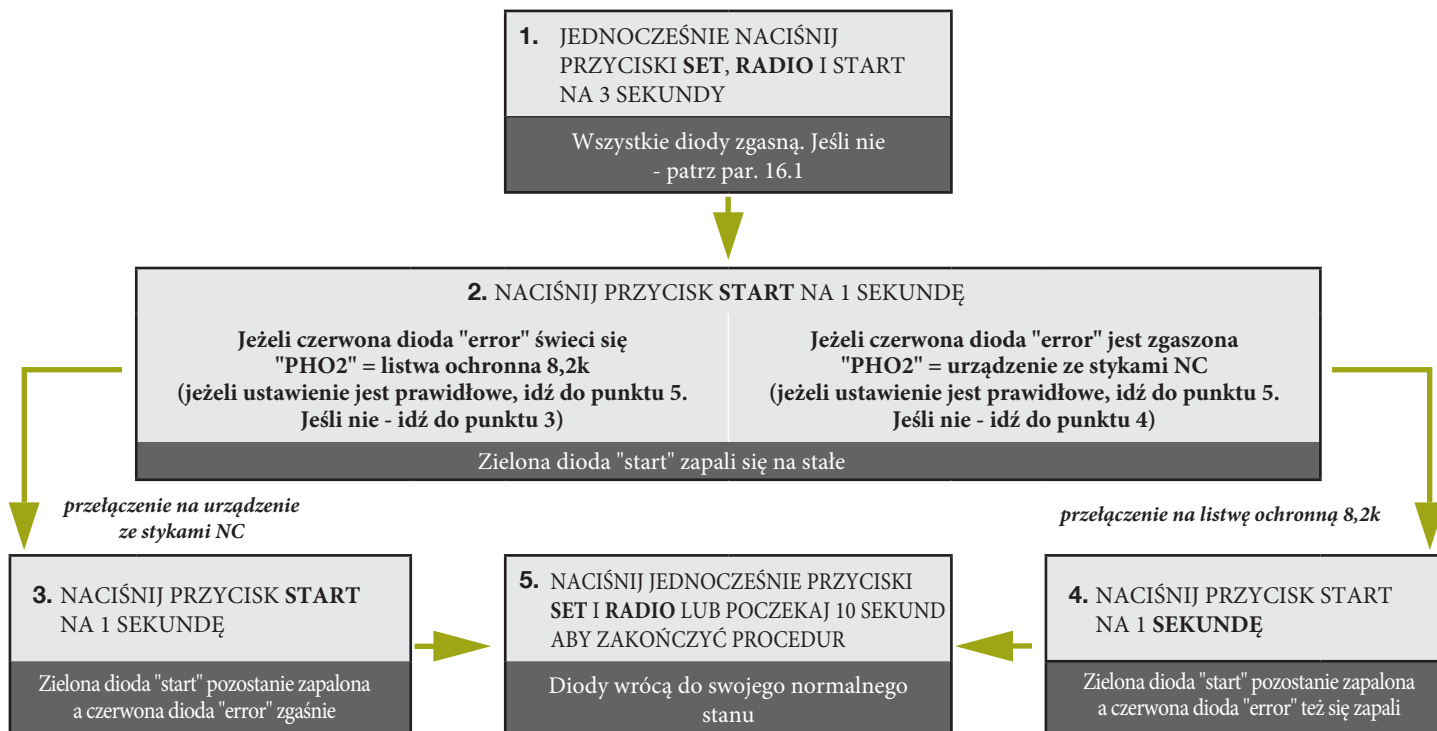 1. JEDNOCZEŚNIE NACIŚNIJ
PRZYCISKI SET, RADIO I START
NA 3 SEKUNDY
Wszystkie diody zgasną. Jeśli nie
- patrz par. 16.1
2. NACIŚNIJ PRZYCISK START NA 1 SEKUNDĘ
Jeżeli czerwona dioda "error" świeci się
"PHO2" = listwa ochronna 8,2k
(jeżeli ustawienie jest prawidłowe, idź do punktu 5.
Jeśli nie - idź do punktu 3)
Jeżeli czerwona dioda "error" jest zgaszona
"PHO2" = urządzenie ze stykami NC
(jeżeli ustawienie jest prawidłowe, idź do punktu 5.
Jeśli nie - idź do punktu 4)
Zielona dioda "start" zapali się na stałe
przełączenie na urządzenie
ze stykami NC
przełączenie na listwę ochronną 8,2k
3. NACIŚNIJ PRZYCISK START
NA 1 SEKUNDĘ
Zielona dioda "start" pozostanie zapalona
a czerwona dioda "error" zgaśnie
5. NACIŚNIJ JEDNOCZEŚNIE PRZYCISKI
SET I RADIO LUB POCZEKAJ 10 SEKUND
ABY ZAKOŃCZYĆ PROCEDUR
Diody wrócą do swojego normalnego
stanu
4. NACIŚNIJ PRZYCISK START
NA 1 SEKUNDĘ
Zielona dioda "start" pozostanie zapalona
a czerwona dioda "error" też się zapali